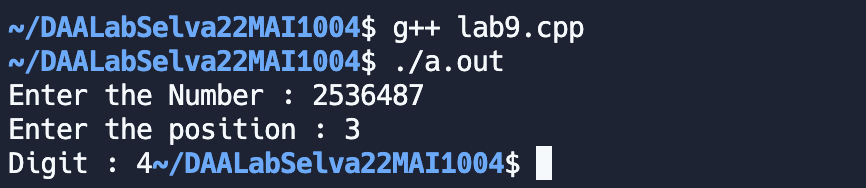 ~/DAALabSelva22MAI1004$ g++ lab9.cpp
~/DAALabSelva22MAI1004$ ./a.out
Enter the Number : 2536487
Enter the position : 3
Digit : 4~/DAALabSelva22MAI1004$